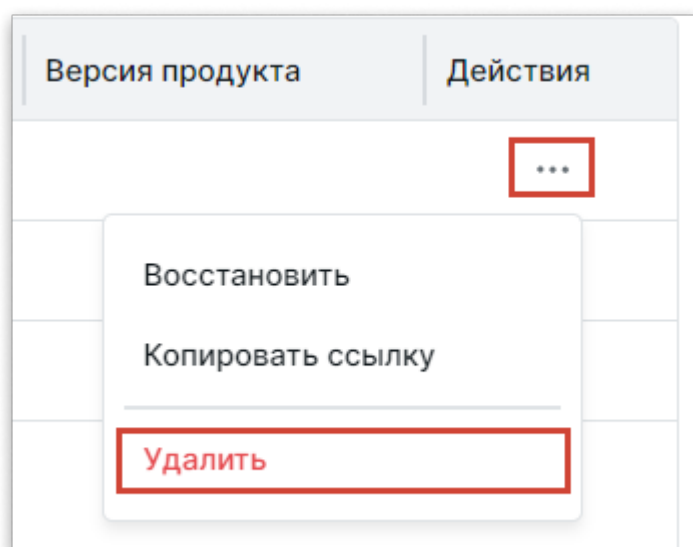 Версия продукта Действия
...
Восстановить
Копировать ссылку
Удалить